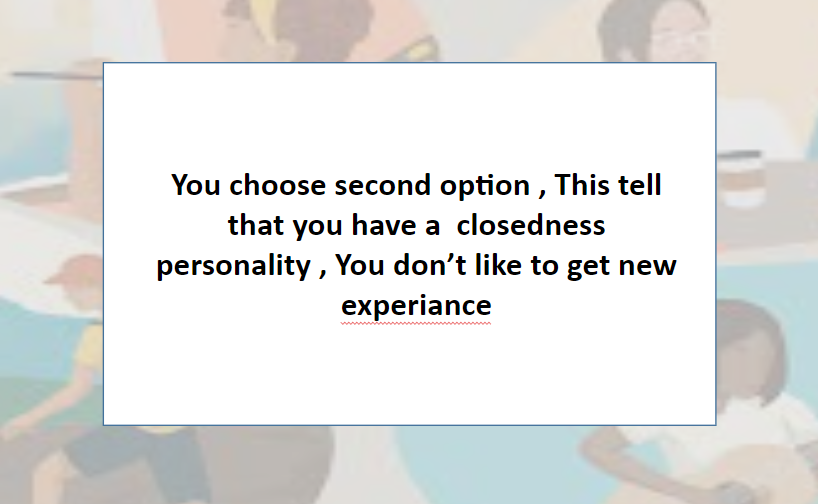 You choose second option , This tell
that you have a  closedness
personality , You don’t like to get new
experiance